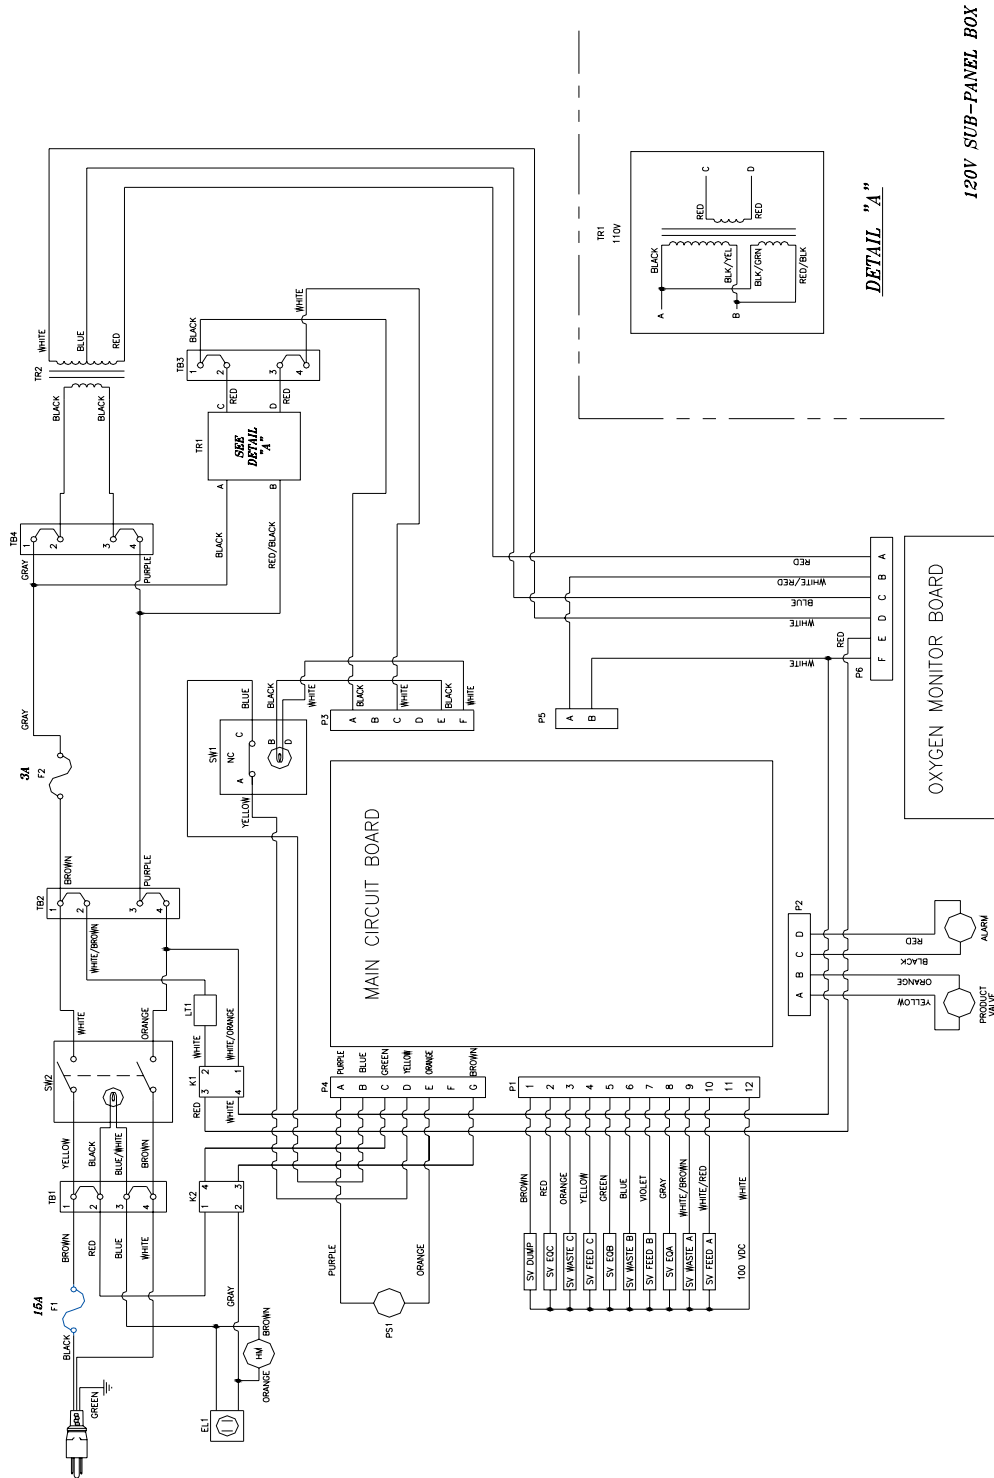 120V SUB-PANEL BOX
DETAIL "A"
TR1
110V
BLACK
BLK/YEL
BLK/GRN
RED/BLK
RED
RED
A
B
C
D
15A
F1
BLACK
GREEN
BROWN
RED
BLUE
WHITE
TB1
1
2
3
4
YELLOW
BLACK
BLUE/WHITE
BROWN
SW2
WHITE
ORANGE
TB2
1
2
3
4
BROWN
WHITE/BROWN
PURPLE
3A
F2
GRAY
GRAY
PURPLE
TB4
1
2
3
4
BLACK
BLACK
TR2
WHITE
BLUE
RED
EL1
HM
ORANGE
BROWN
GRAY
K2
4
3
1
2
K1
3
2
4
1
RED
WHITE
WHITE
WHITE/ORANGE
LT1
SW1
NC
A
C
B
D
YELLOW
BLUE
BLACK
WHITE
BLACK
RED/BLACK
TR1
SEE
DETAIL
"A"
A
B
C
D
RED
RED
TB3
1
2
3
4
BLACK
WHITE
P3
A
B
C
D
E
F
BLACK
WHITE
BLACK
WHITE
MAIN CIRCUIT BOARD
P4
A
B
C
D
E
F
G
PURPLE
BLUE
GREEN
YELLOW
ORANGE
BROWN
PS1
PURPLE
ORANGE
P1
1
2
3
4
5
6
7
8
9
10
11
12
BROWN
RED
ORANGE
YELLOW
GREEN
BLUE
VIOLET
GRAY
WHITE/BROWN
WHITE/RED
WHITE
SV DUMP
SV EQC
SV WASTE C
SV FEED C
SV EQB
SV WASTE B
SV FEED B
SV EQA
SV WASTE A
SV FEED A
100 VDC
P2
A
B
C
D
YELLOW
ORANGE
BLACK
RED
PRODUCT
VALVE
ALARM
P5
A
B
P6
F
E
D
C
B
A
WHITE
RED
WHITE
BLUE
WHITE/RED
RED
OXYGEN MONITOR BOARD